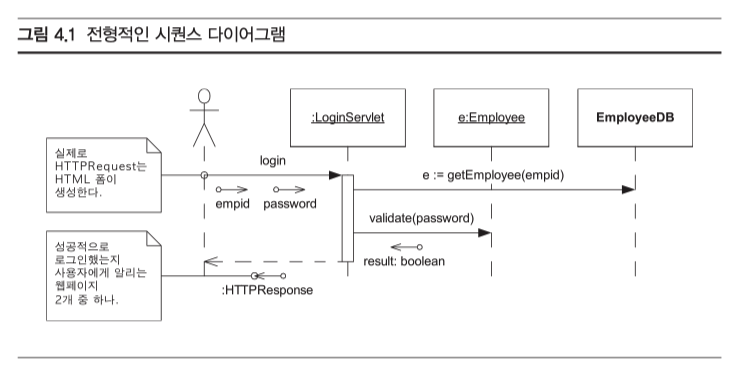 그림 4.1 전형적인 시퀀스 다이어그램
:LoginServlet
e:Employee
EmployeeDB
실제로
HTTPRequest는
HTML 폼이
생성한다.
login
empid
password
e := getEmployee(empid)
validate(password)
result: boolean
성공적으로
로그인했는지
사용자에게 알리는
웹페이지
2개 중 하나.
:HTTPResponse